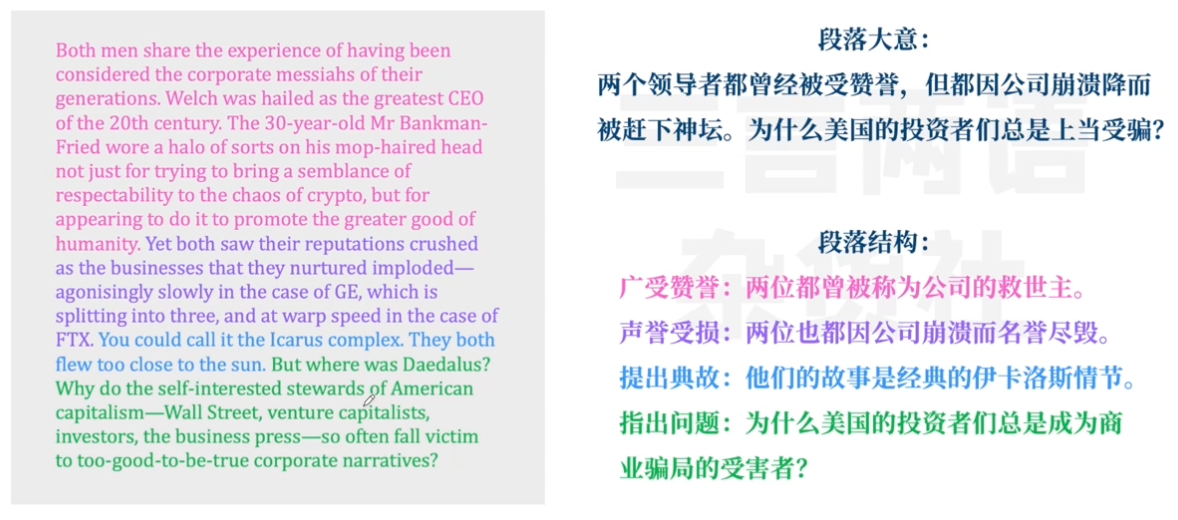 Both men share the experience of having been
considered the corporate messiahs of their
generations. Welch was hailed as the greatest CEO
of the 20th century. The 30-year-old Mr Bankman-
Fried wore a halo of sorts on his mop-haired head
not just for trying to bring a semblance of
respectability to the chaos of crypto, but for
appearing to do it to promote the greater good of
humanity. Yet both saw their reputations crushed
as the businesses that they nurtured imploded—
agonisingly slowly in the case of GE, which is
splitting into three, and at warp speed in the case of
FTX. You could call it the Icarus complex. They both
flew too close to the sun. But where was Daedalus?
Why do the self-interested stewards of American
capitalism—Wall Street, venture capitalists,
investors, the business press—so often fall victim
to too-good-to-be-true corporate narratives?
段落大意：
两个领导者都曾经被受赞誉，但都因公司崩溃降而
被赶下神坛。为什么美国的投资者们总是上当受骗？
三言两语
杂货社
段落结构：
广受赞誉：两位都曾被称为公司的救世主。
声誉受损：两位也都因公司崩溃而名誉尽毁。
提出典故：他们的故事是经典的伊卡洛斯情节。
指出问题：为什么美国的投资者们总是成为商
业骗局的受害者？